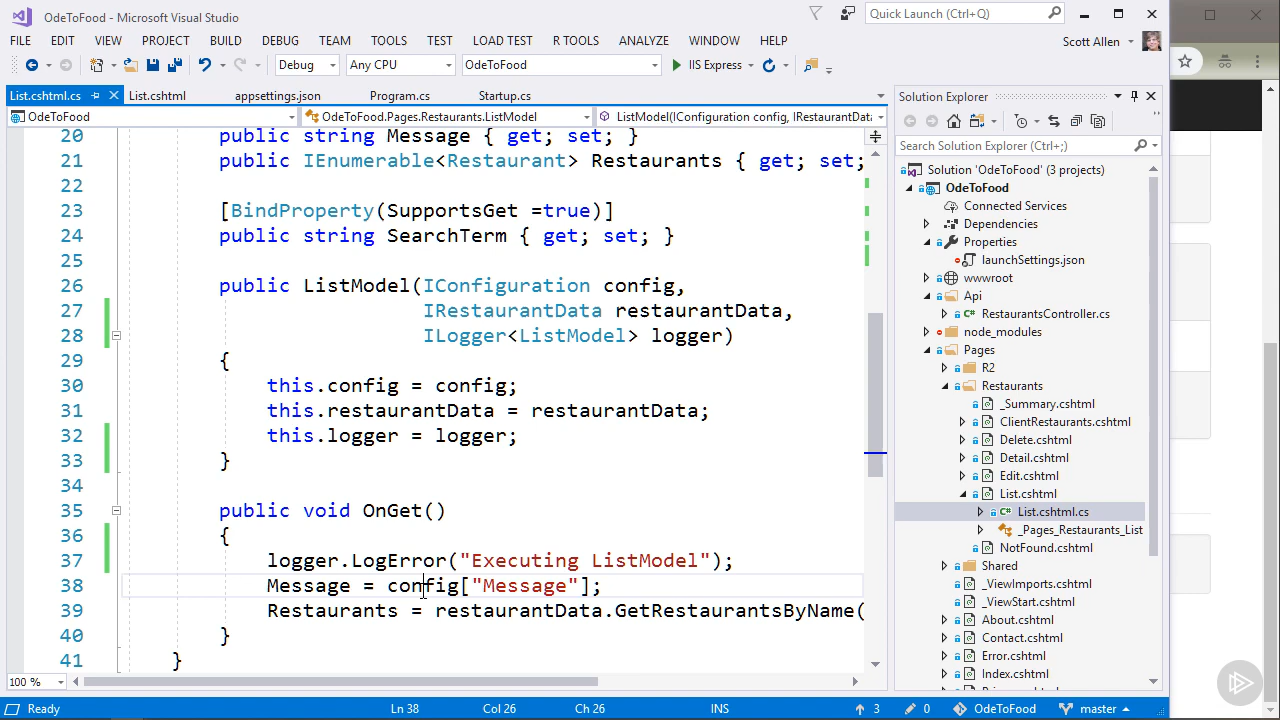 OdeToFood - Microsoft Visual Studio
Quick Launch (Ctrl+Q)
FILE EDIT VIEW PROJECT BUILD DEBUG TEAM TOOLS TEST LOAD TEST R TOOLS ANALYZE WINDOW HELP
Scott Allen
Debug Any CPU OdeToFood IIS Express
List.cshtml.cs List.cshtml appsettings.json Program.cs Startup.cs
OdeToFood OdeToFood.Pages.Restaurants.ListModel ListModel(IConfiguration config, IRestaurantData
20 public string Message { get; set; }
21 public IEnumerable<Restaurant> Restaurants { get; set;
22
23 [BindProperty(SupportsGet =true)]
24 public string SearchTerm { get; set; }
25
26 public ListModel(IConfiguration config,
27 IRestaurantData restaurantData,
28 ILogger<ListModel> logger)
29 {
30 this.config = config;
31 this.restaurantData = restaurantData;
32 this.logger = logger;
33 }
34
35 public void OnGet()
36 {
37 logger.LogError("Executing ListModel");
38 Message = config["Message"];
39 Restaurants = restaurantData.GetRestaurantsByName(
40 }
41 }
100 %
Solution Explorer
Search Solution Explorer (Ctrl+;)
Solution 'OdeToFood' (3 projects)
OdeToFood
Connected Services
Dependencies
Properties
launchSettings.json
wwwroot
Api
RestaurantsController.cs
node_modules
Pages
R2
Restaurants
_Summary.cshtml
ClientRestaurants.cshtml
Delete.cshtml
Detail.cshtml
Edit.cshtml
List.cshtml
List.cshtml.cs
_Pages_Restaurants_List
NotFound.cshtml
Shared
_ViewImports.cshtml
_ViewStart.cshtml
About.cshtml
Contact.cshtml
Error.cshtml
Index.cshtml
Ready Ln 38 Col 26 Ch 26 INS 3 0 OdeToFood master